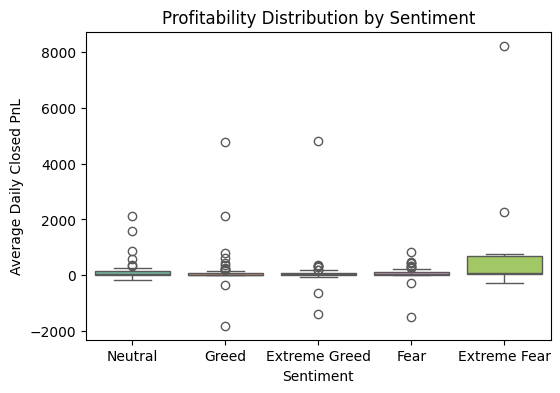 Profitability Distribution by Sentiment
Average Daily Closed PnL
8000
6000
4000
2000
0
−2000
Neutral Greed Extreme Greed Fear Extreme Fear
Sentiment